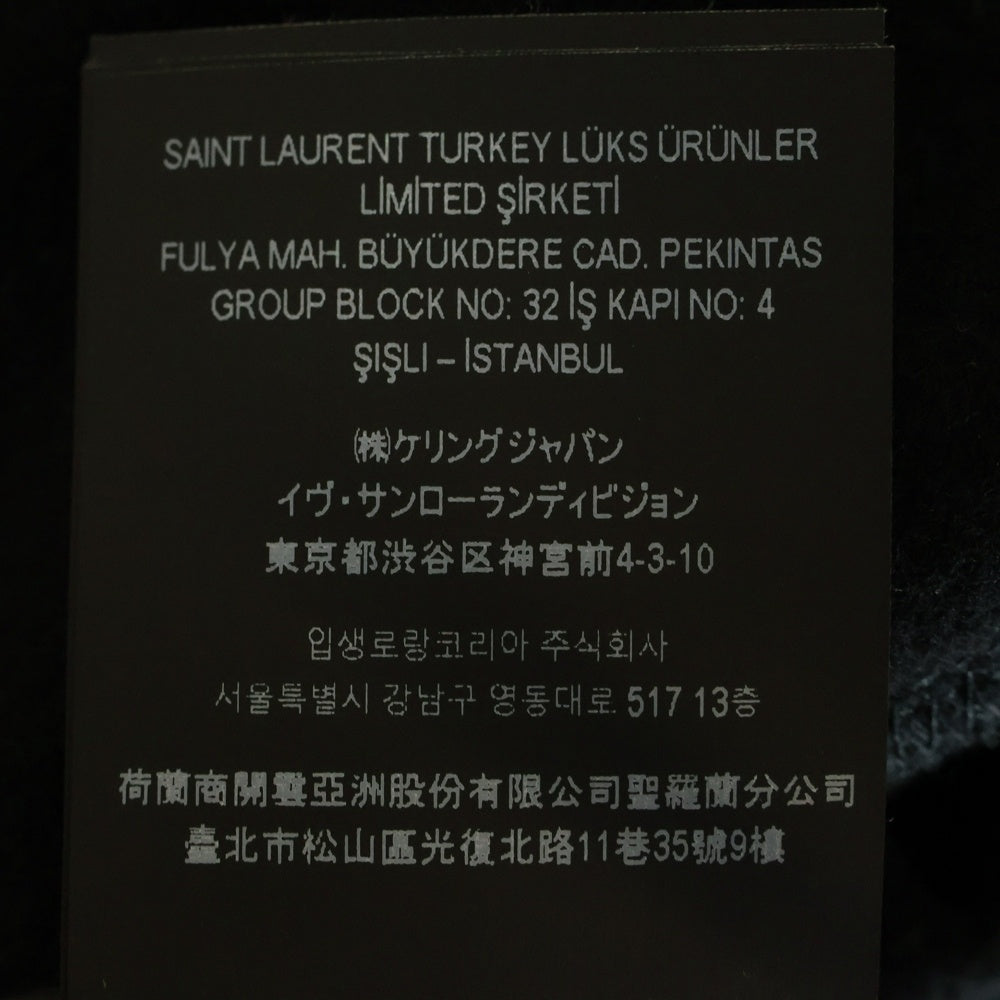 SAINT LAURENT TURKEY LÜKS ÜRÜNLER
LİMİTED ŞİRKETİ
FULYA MAH. BÜYÜKDERE CAD. PEKINTAS
GROUP BLOCK NO: 32 İŞ KAPI NO: 4
ŞIŞLI – İSTANBUL
㈱ケリングジャパン
イヴ・サンローランディビジョン
東京都渋谷区神宮前4-3-10
입생로랑코리아 주식회사
서울특별시 강남구 영동대로 517 13층
荷蘭商開雲亞洲股份有限公司聖羅蘭分公司
臺北市松山區光復北路11巷35號9樓